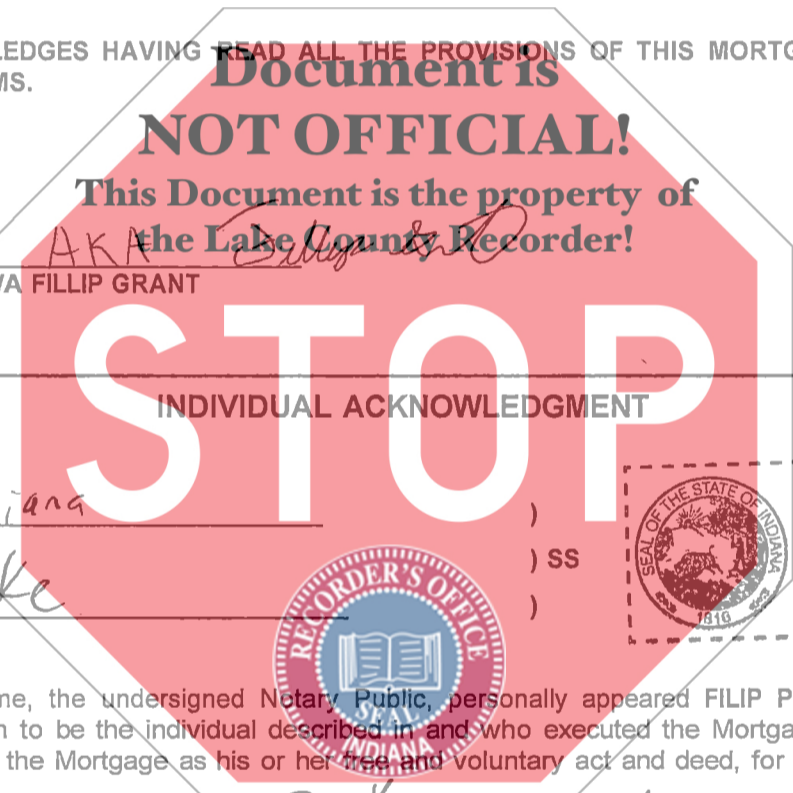 LEDGES HAVING READ ALL THE PROVISIONS OF THIS MORTG
MS.
Document is
NOT OFFICIAL!
This Document is the property of
the Lake County Recorder!
AKA
VA FILLIP GRANT
STOP
INDIVIDUAL ACKNOWLEDGMENT
iana )
) SS
ke )
SEAL OF THE STATE OF INDIANA
1816
RECORDER'S OFFICE
SEAL
INDIANA
me, the undersigned Notary Public, personally appeared FILIP P
n to be the individual described in and who executed the Mortga
the Mortgage as his or her free and voluntary act and deed, for